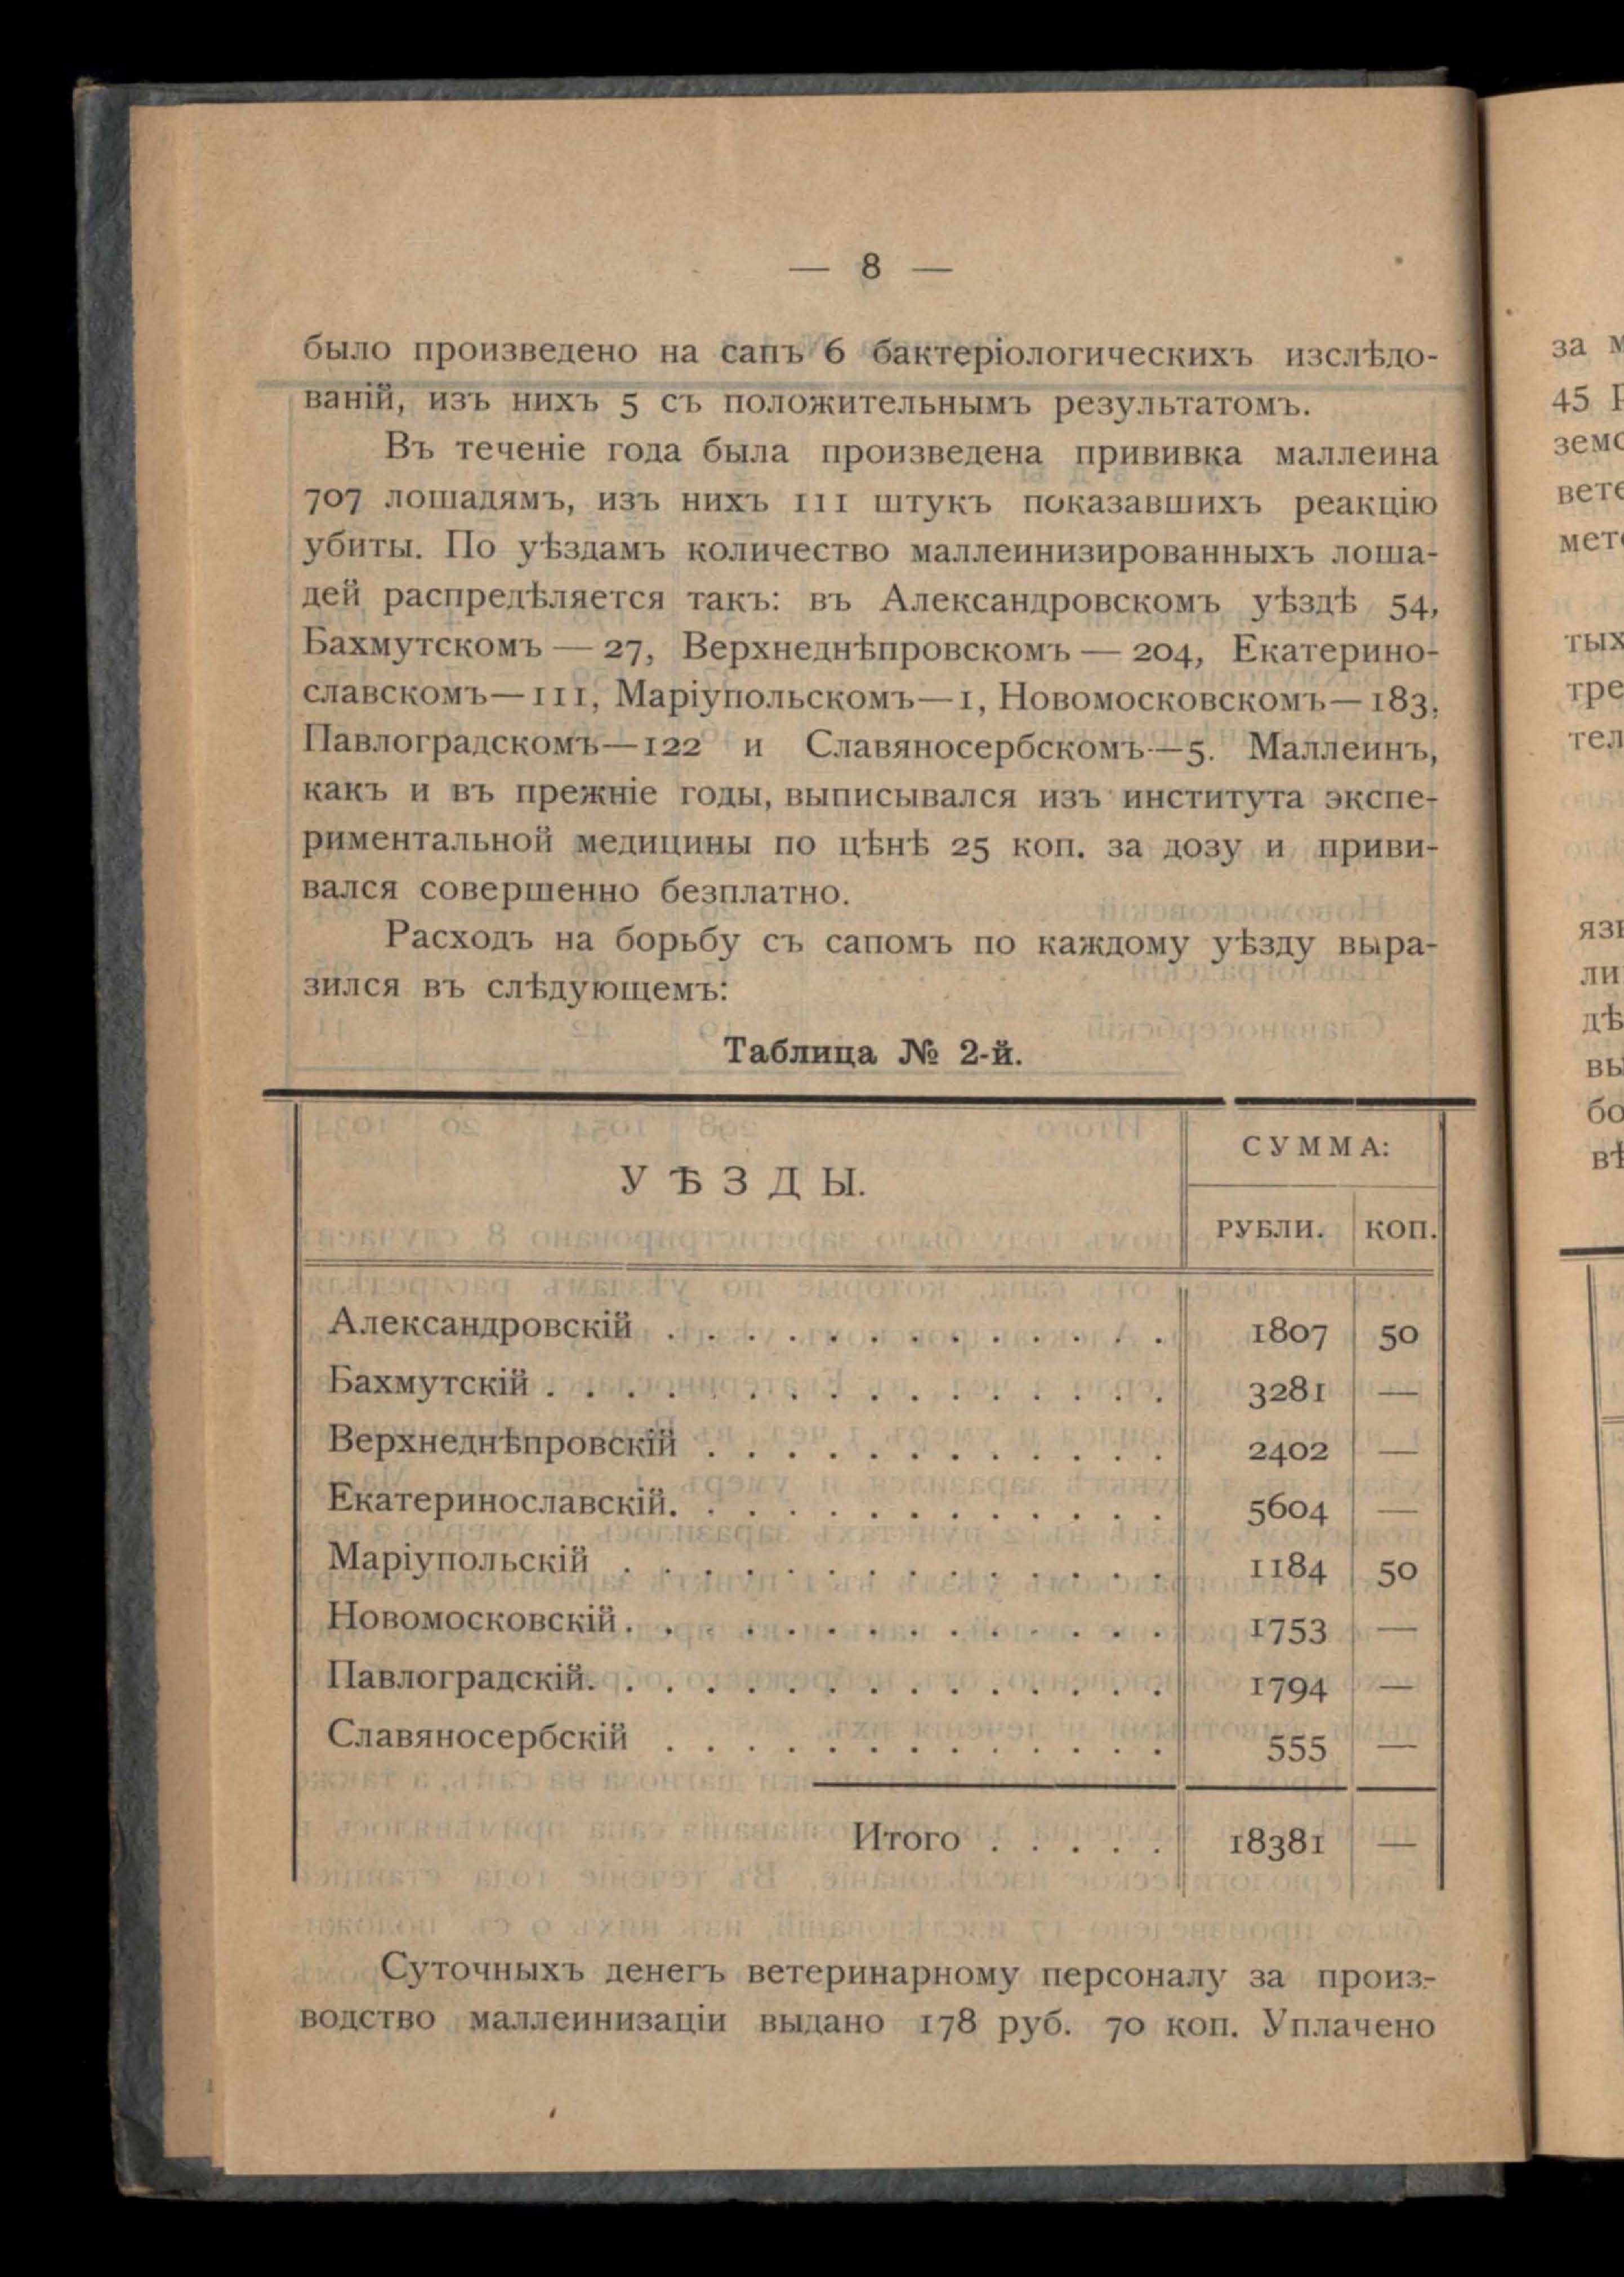 — 8 —
было произведено на сапъ 6 бактеріологическихъ изслѣдо-
ваній, изъ нихъ 5 съ положительнымъ результатомъ.
Въ теченіе года была произведена прививка маллеина
707 лошадямъ, изъ нихъ 111 штукъ показавшихъ реакцію
убиты. По уѣздамъ количество маллеинизированныхъ лоша-
дей распредѣляется такъ: въ Александровскомъ уѣздѣ 54,
Бахмутскомъ — 27, Верхнеднѣпровскомъ — 204, Екатерино-
славскомъ—111, Маріупольскомъ—1, Новомосковскомъ—183,
Павлоградскомъ—122 и Славяносербскомъ—5. Маллеинъ,
какъ и въ прежніе годы, выписывался изъ института экспе-
риментальной медицины по цѣнѣ 25 коп. за дозу и приви-
вался совершенно безплатно.
Расходъ на борьбу съ сапомъ по каждому уѣзду выра-
зился въ слѣдующемъ:
Таблица № 2-й.
УѢЗДЫ. СУММА:
РУБЛИ. КОП.
Александровскій . . . . . . . . . . . . . 1807 50
Бахмутскій . . . . . . . . . . . . . . . . 3281 —
Верхнеднѣпровскій . . . . . . . . . . . . 2402 —
Екатеринославскій. . . . . . . . . . . . . 5604 —
Маріупольскій . . . . . . . . . . . . . . 1184 50
Новомосковскій. . . . . . . . . . . . . . 1753 —
Павлоградскій. . . . . . . . . . . . . . . 1794 —
Славяносербскій . . . . . . . . . . . . . 555 —
Итого . . . . . 18381 —
Суточныхъ денегъ ветеринарному персоналу за произ-
водство маллеинизаціи выдано 178 руб. 70 коп. Уплачено